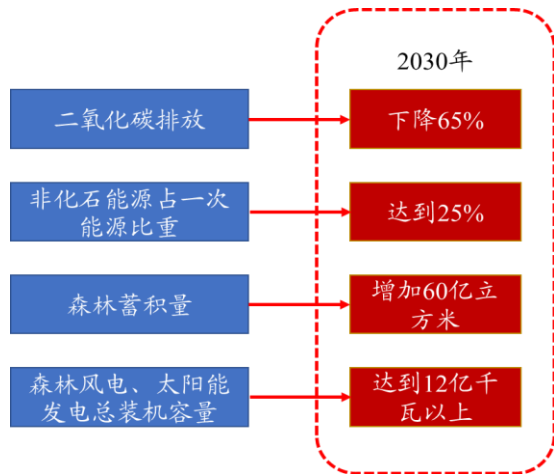 2030年
二氧化碳排放
下降65%
非化石能源占一次
能源比重
达到25%
森林蓄积量
增加60亿立
方米
森林风电、太阳能
发电总装机容量
达到12亿千
瓦以上